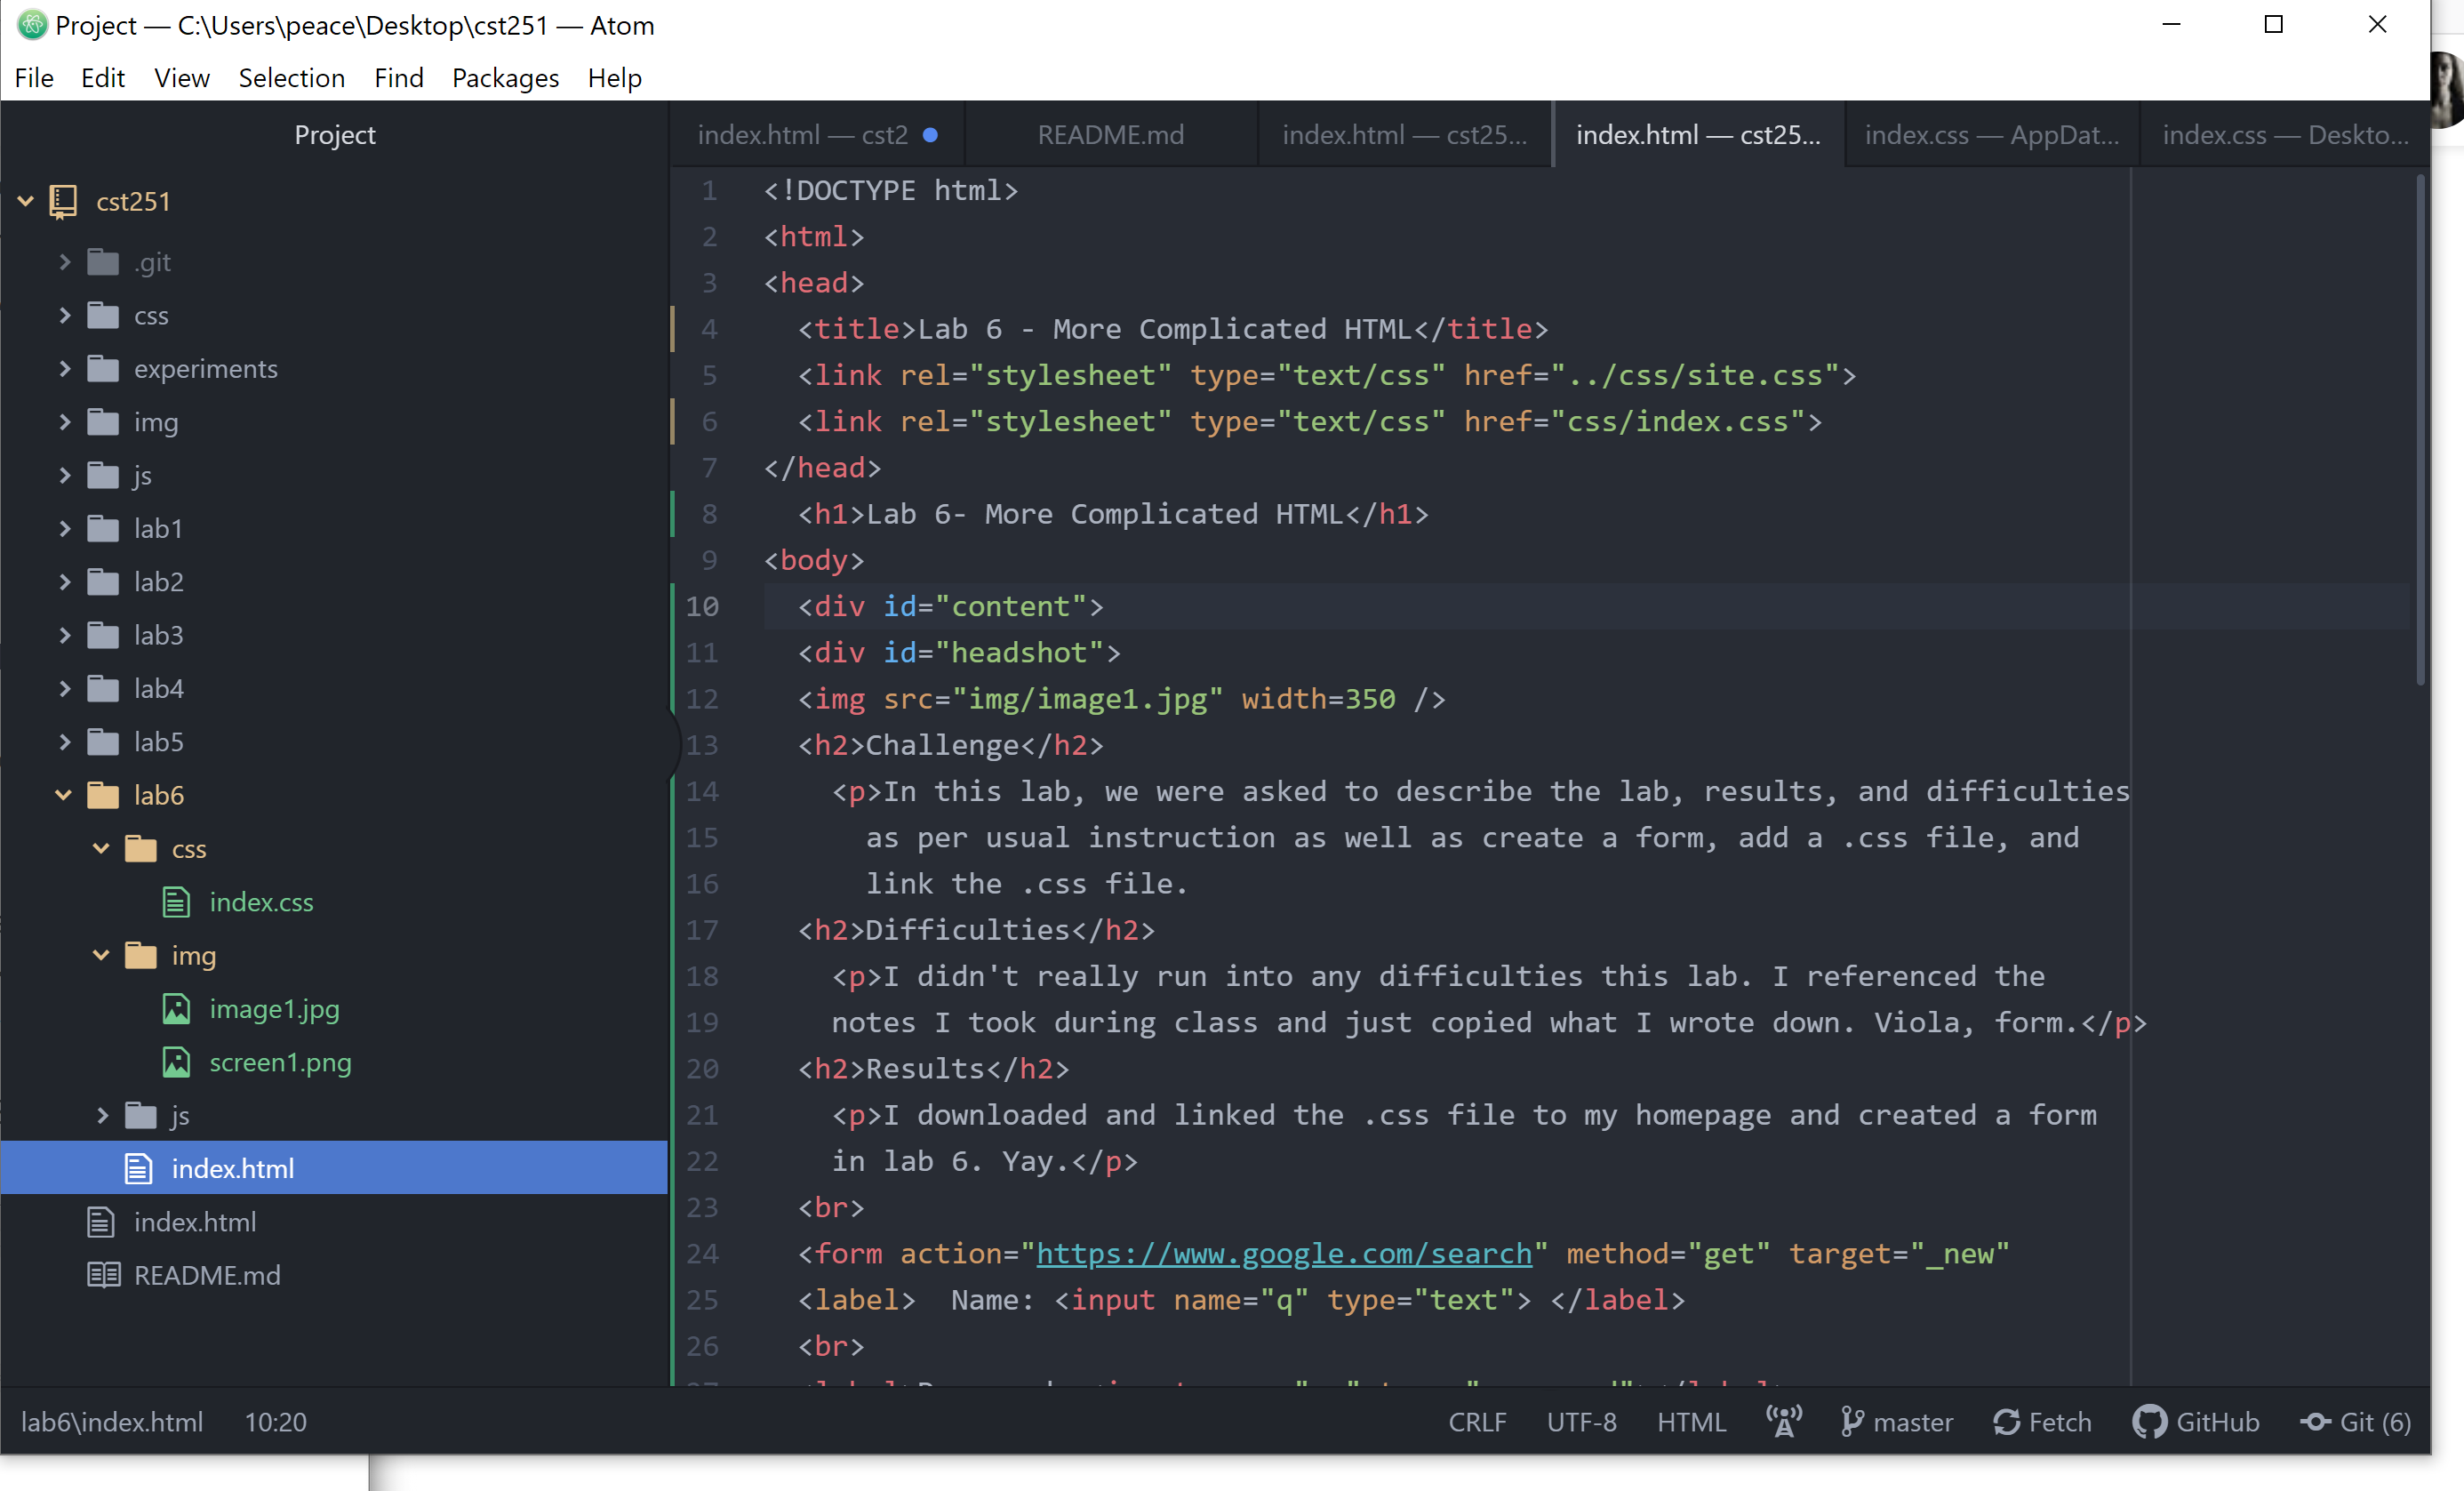 Project — C:\Users\peace\Desktop\cst251 — Atom
File Edit View Selection Find Packages Help
Project
cst251
.git
css
experiments
img
js
lab1
lab2
lab3
lab4
lab5
lab6
css
index.css
img
image1.jpg
screen1.png
js
index.html
index.html
README.md
index.html — cst2 README.md index.html — cst25... index.html — cst25... index.css — AppDat... index.css — Deskto...
1 <!DOCTYPE html>
2 <html>
3 <head>
4 <title>Lab 6 - More Complicated HTML</title>
5 <link rel="stylesheet" type="text/css" href="../css/site.css">
6 <link rel="stylesheet" type="text/css" href="css/index.css">
7 </head>
8 <h1>Lab 6- More Complicated HTML</h1>
9 <body>
10 <div id="content">
11 <div id="headshot">
12 <img src="img/image1.jpg" width=350 />
13 <h2>Challenge</h2>
14 <p>In this lab, we were asked to describe the lab, results, and difficulties
15 as per usual instruction as well as create a form, add a .css file, and
16 link the .css file.
17 <h2>Difficulties</h2>
18 <p>I didn't really run into any difficulties this lab. I referenced the
19 notes I took during class and just copied what I wrote down. Viola, form.</p>
20 <h2>Results</h2>
21 <p>I downloaded and linked the .css file to my homepage and created a form
22 in lab 6. Yay.</p>
23 <br>
24 <form action="https://www.google.com/search" method="get" target="_new"
25 <label> Name: <input name="q" type="text"> </label>
26 <br>
lab6\index.html 10:20 CRLF UTF-8 HTML master Fetch GitHub Git (6)